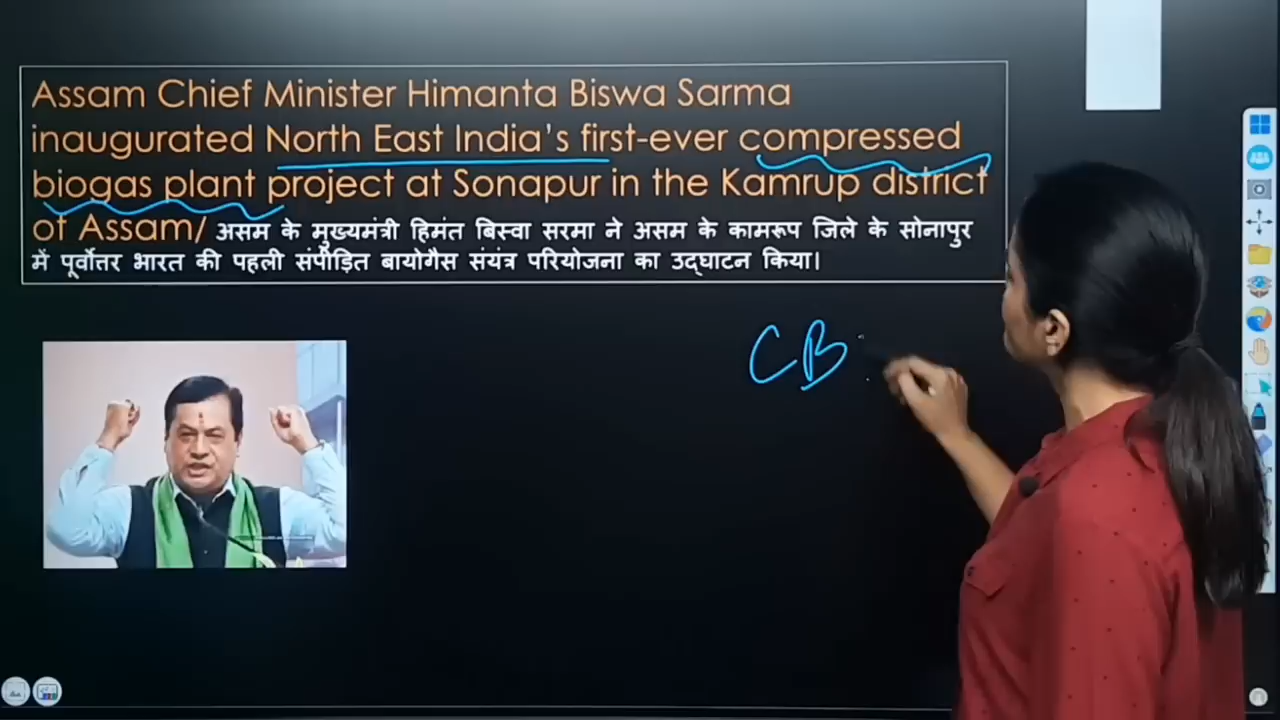 Assam Chief Minister Himanta Biswa Sarma
inaugurated North East India's first-ever compressed
biogas plant project at Sonapur in the Kamrup district
of Assam/ असम के मुख्यमंत्री हिमंत बिस्वा सरमा ने असम के कामरूप जिले के सोनापुर
में पूर्वोत्तर भारत की पहली संपीड़ित बायोगैस संयंत्र परियोजना का उद्घाटन किया।
CB